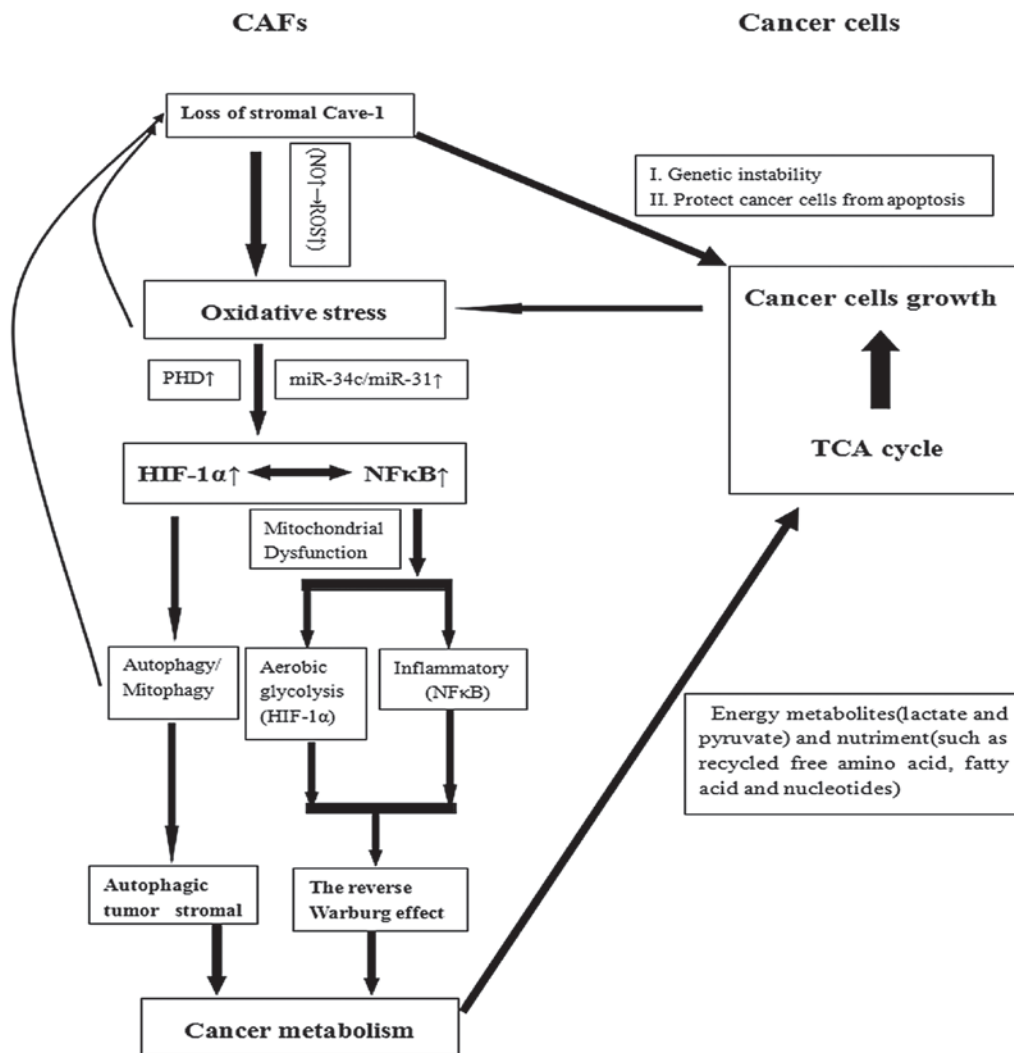 CAFs
Cancer cells
Loss of stromal Cave-1
(NO↑→ROS↑)
I. Genetic instability
II. Protect cancer cells from apoptosis
Oxidative stress
Cancer cells growth
PHD↑
miR-34c/miR-31↑
TCA cycle
HIF-1α↑
NFκB↑
Mitochondrial
Dysfunction
Autophagy/
Mitophagy
Aerobic
glycolysis
(HIF-1α)
Inflammatory
(NFκB)
Energy metabolites(lactate and
pyruvate) and nutriment(such as
recycled free amino acid, fatty
acid and nucleotides)
Autophagic
tumor stromal
The reverse
Warburg effect
Cancer metabolism